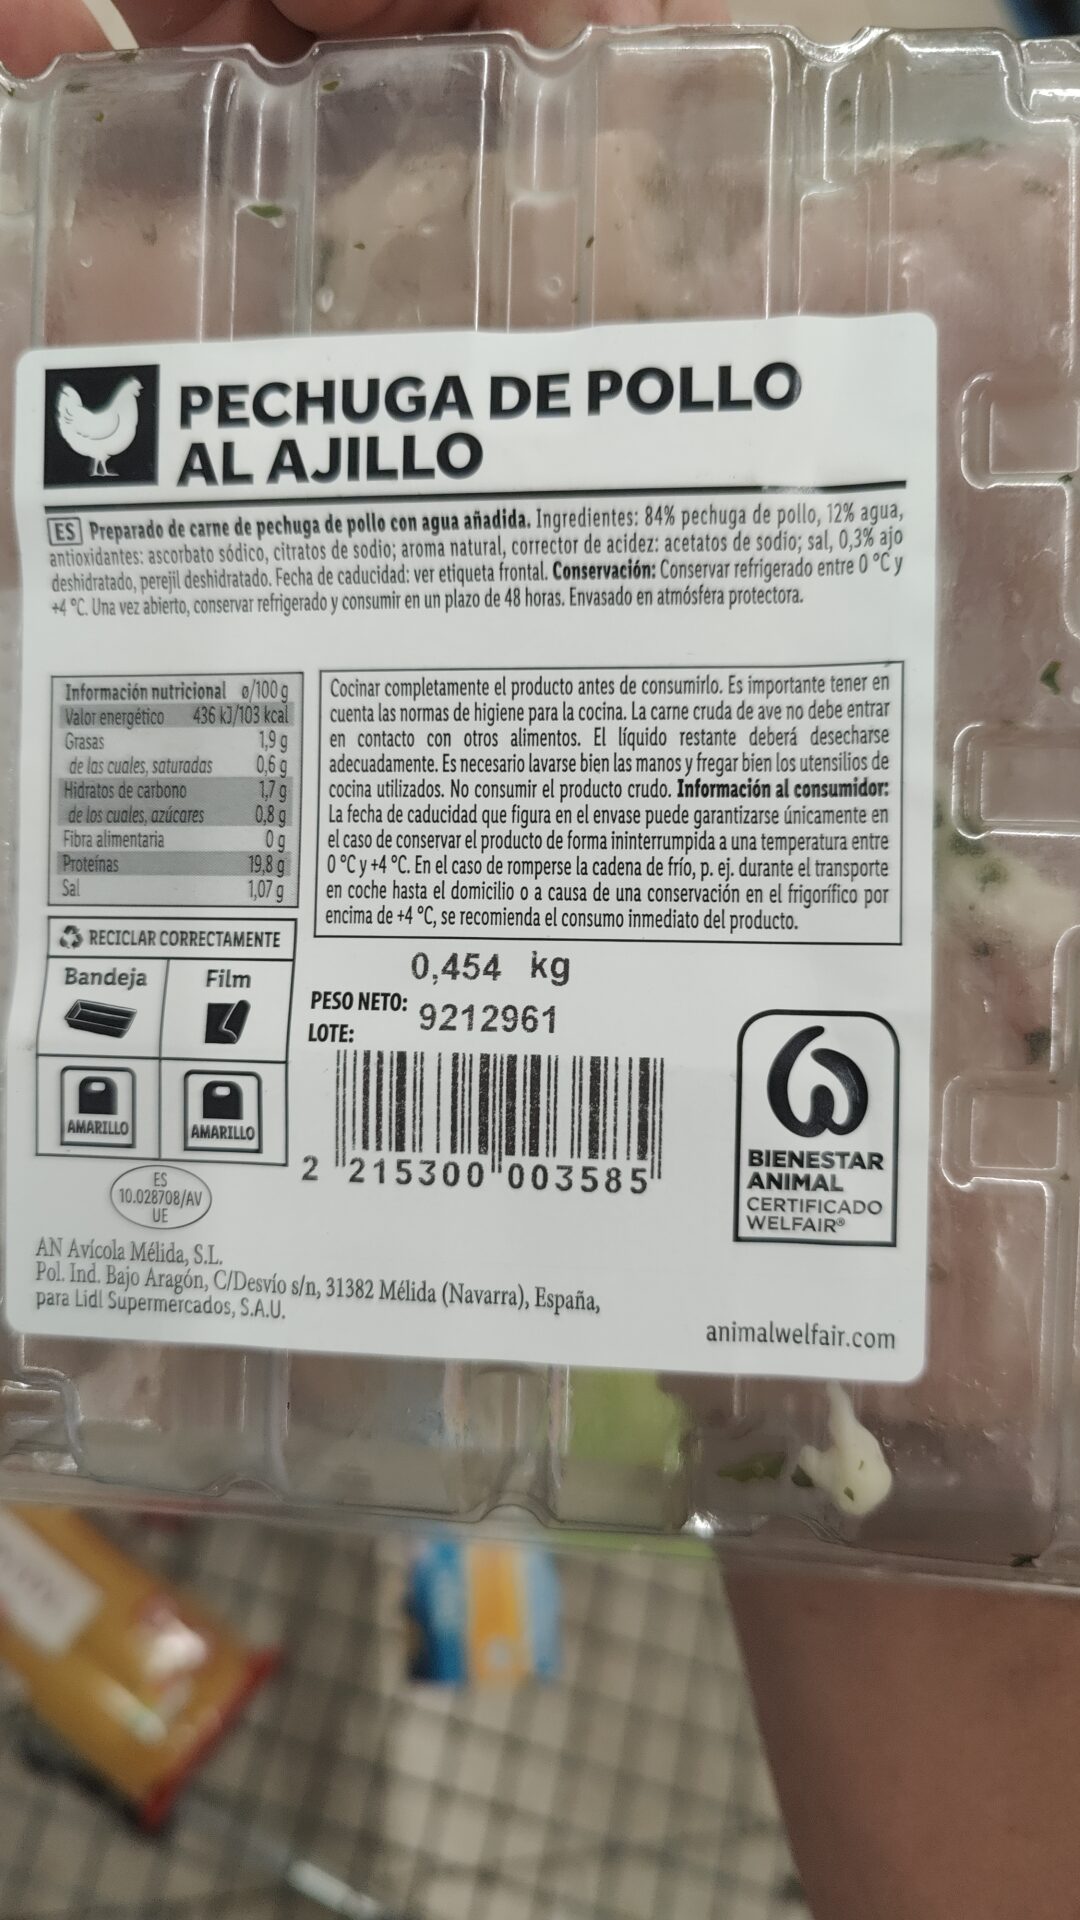 PECHUGA DE POLLO
AL AJILLO
ES Preparado de carne de pechuga de pollo con agua añadida. Ingredientes: 84% pechuga de pollo, 12% agua,
antioxidantes: ascorbato sódico, citratos de sodio; aroma natural, corrector de acidez: acetatos de sodio; sal, 0,3% ajo
deshidratado, perejil deshidratado. Fecha de caducidad: ver etiqueta frontal. Conservación: Conservar refrigerado entre 0 °C y
+4 °C. Una vez abierto, conservar refrigerado y consumir en un plazo de 48 horas. Envasado en atmósfera protectora.
Información nutricional ø/100 g
Valor energético 436 kJ/103 kcal
Grasas 1,9 g
de las cuales, saturadas 0,6 g
Hidratos de carbono 1,7 g
de los cuales, azúcares 0,8 g
Fibra alimentaria 0 g
Proteínas 19,8 g
Sal 1,07 g
Cocinar completamente el producto antes de consumirlo. Es importante tener en
cuenta las normas de higiene para la cocina. La carne cruda de ave no debe entrar
en contacto con otros alimentos. El líquido restante deberá desecharse
adecuadamente. Es necesario lavarse bien las manos y fregar bien los utensilios de
cocina utilizados. No consumir el producto crudo. Información al consumidor:
La fecha de caducidad que figura en el envase puede garantizarse únicamente en
el caso de conservar el producto de forma ininterrumpida a una temperatura entre
0 °C y +4 °C. En el caso de romperse la cadena de frío, p. ej. durante el transporte
en coche hasta el domicilio o a causa de una conservación en el frigorífico por
encima de +4 °C, se recomienda el consumo inmediato del producto.
RECICLAR CORRECTAMENTE
Bandeja Film
AMARILLO AMARILLO
0,454 kg
PESO NETO:
9212961
LOTE:
2 215300 003585
BIENESTAR
ANIMAL
CERTIFICADO
WELFAIR®
ES
10.028708/AV
UE
AN Avícola Mélida, S.L.
Pol. Ind. Bajo Aragón, C/Desvío s/n, 31382 Mélida (Navarra), España,
para Lidl Supermercados, S.A.U.
animalwelfair.com